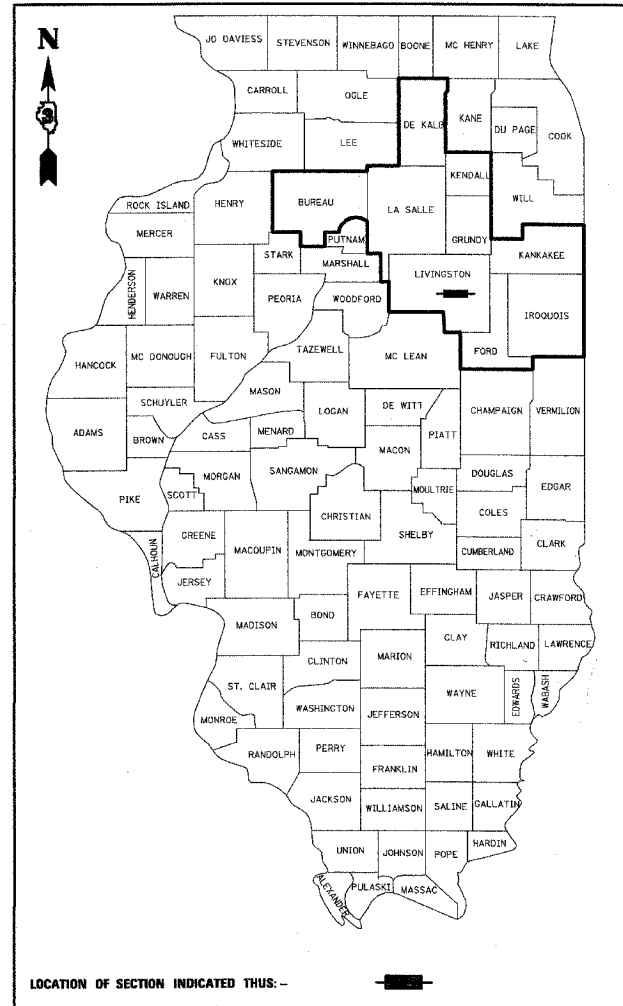 N
3
JO DAVIESS STEVENSON WINNEBAGO BOONE MC HENRY LAKE
CARROLL OGLE DE KALB KANE DU PAGE COOK
WHITESIDE LEE KENDALL WILL
ROCK ISLAND HENRY BUREAU LA SALLE GRUNDY
MERCER PUTNAM KANKAKEE
STARK MARSHALL LIVINGSTON
HENDERSON WARREN KNOX PEORIA WOODFORD IROQUOIS
FORD
HANCOCK MC DONOUGH FULTON TAZEWELL MC LEAN
SCHUYLER MASON LOGAN DE WITT CHAMPAIGN VERMILION
ADAMS BROWN CASS MENARD MACON PIATT
PIKE SCOTT MORGAN SANGAMON MOULTRIE DOUGLAS EDGAR
CHRISTIAN COLES
CALHOUN GREENE MACOUPIN MONTGOMERY SHELBY CUMBERLAND CLARK
JERSEY FAYETTE EFFINGHAM JASPER CRAWFORD
MADISON BOND
CLAY RICHLAND LAWRENCE
CLINTON MARION
ST. CLAIR WAYNE EDWARDS WABASH
WASHINGTON JEFFERSON
MONROE
RANDOLPH PERRY HAMILTON WHITE
FRANKLIN
JACKSON WILLIAMSON SALINE GALLATIN
UNION JOHNSON POPE HARDIN
ALEXANDER PULASKI MASSAC
LOCATION OF SECTION INDICATED THUS: -